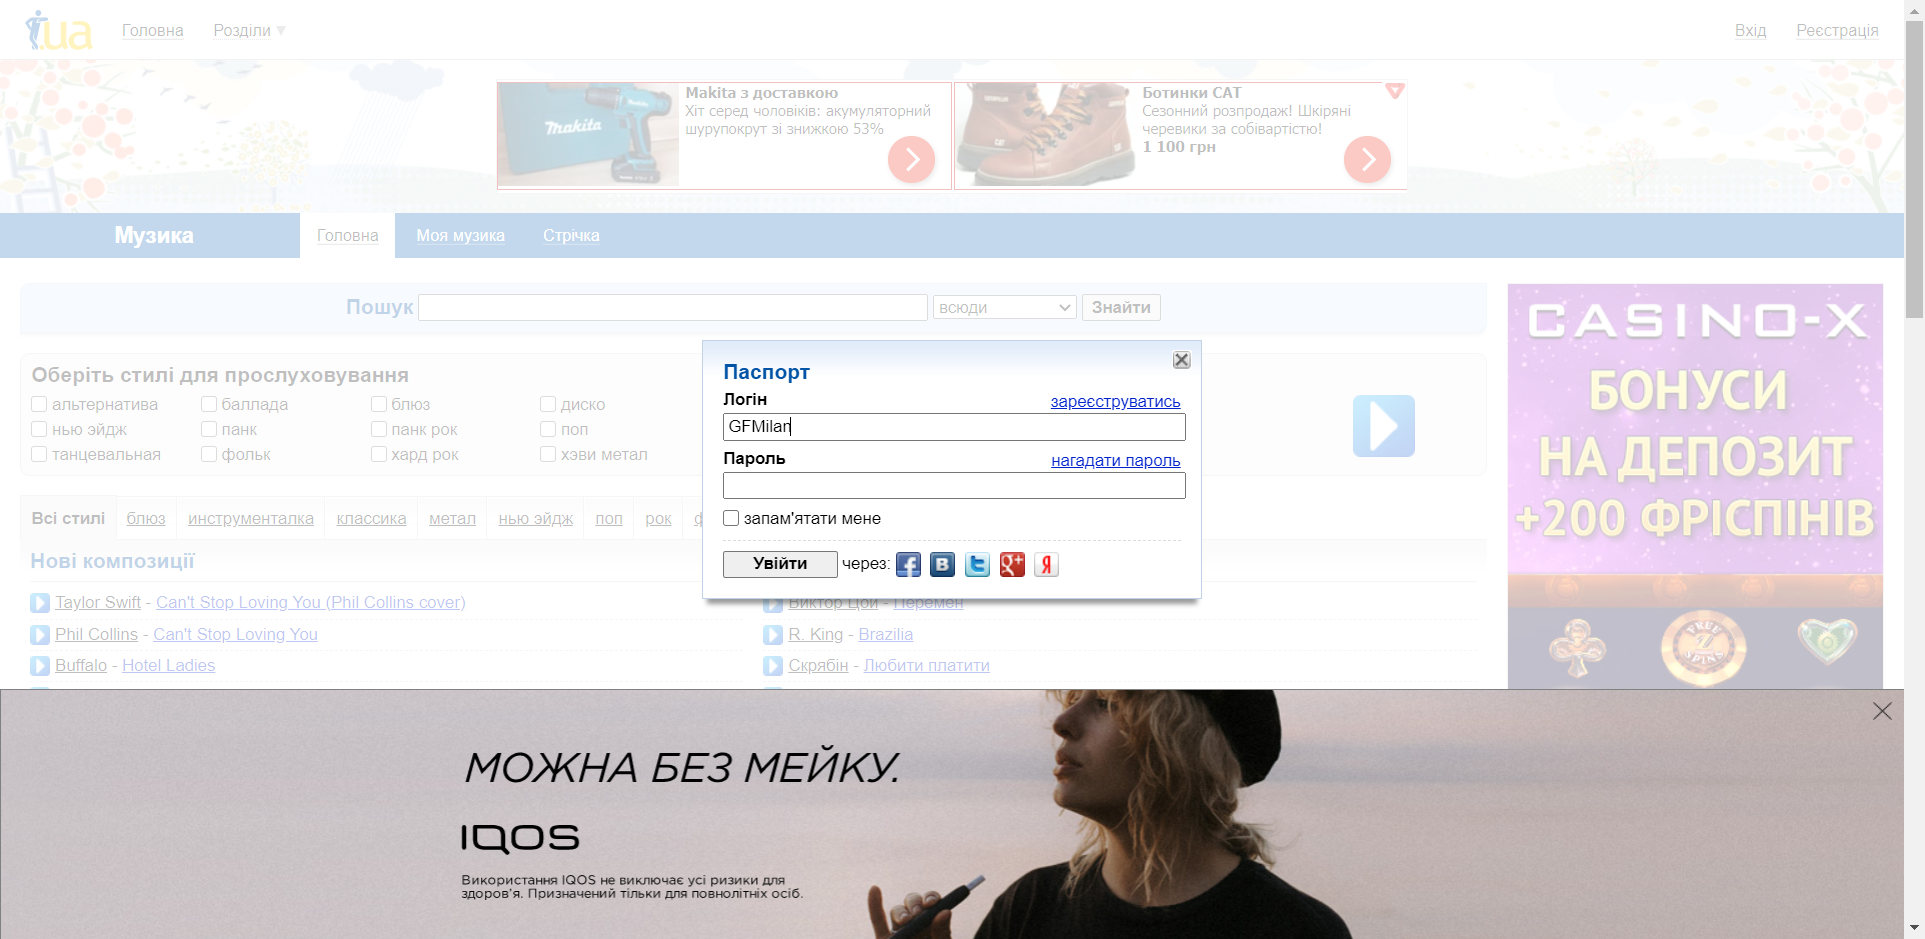 i.ua
Головна
Розділи ▼
Вхід
Реєстрація
makita
Makita з доставкою
Хіт серед чоловіків: акумуляторний
шурупокрут зі знижкою 53%
Ботинки CAT
Сезонний розпродаж! Шкіряні
черевики за собівартістю!
1 100 грн
Музика
Головна
Моя музика
Стрічка
Пошук
всюди
Знайти
Оберіть стилі для прослуховування
альтернатива
баллада
блюз
диско
нью эйдж
панк
панк рок
поп
танцевальная
фольк
хард рок
хэви метал
Паспорт
Логін
зареєструватись
GFMilan
Пароль
нагадати пароль
запам'ятати мене
Увійти
через:
f
B
t
g+
Я
Всі стилі
блюз
инструменталка
классика
метал
нью эйдж
поп
рок
Нові композиції
Taylor Swift - Can't Stop Loving You (Phil Collins cover)
Phil Collins - Can't Stop Loving You
Buffalo - Hotel Ladies
Виктор Цой - Перемен
R. King - Brazilia
Скрябін - Любити платити
CASINO-X
БОНУСИ
НА ДЕПОЗИТ
+200 ФРІСПІНІВ
FREE
SPINS
МОЖНА БЕЗ МЕЙКУ.
IQOS
Використання IQOS не виключає усі ризики для
здоров'я. Призначений тільки для повнолітніх осіб.